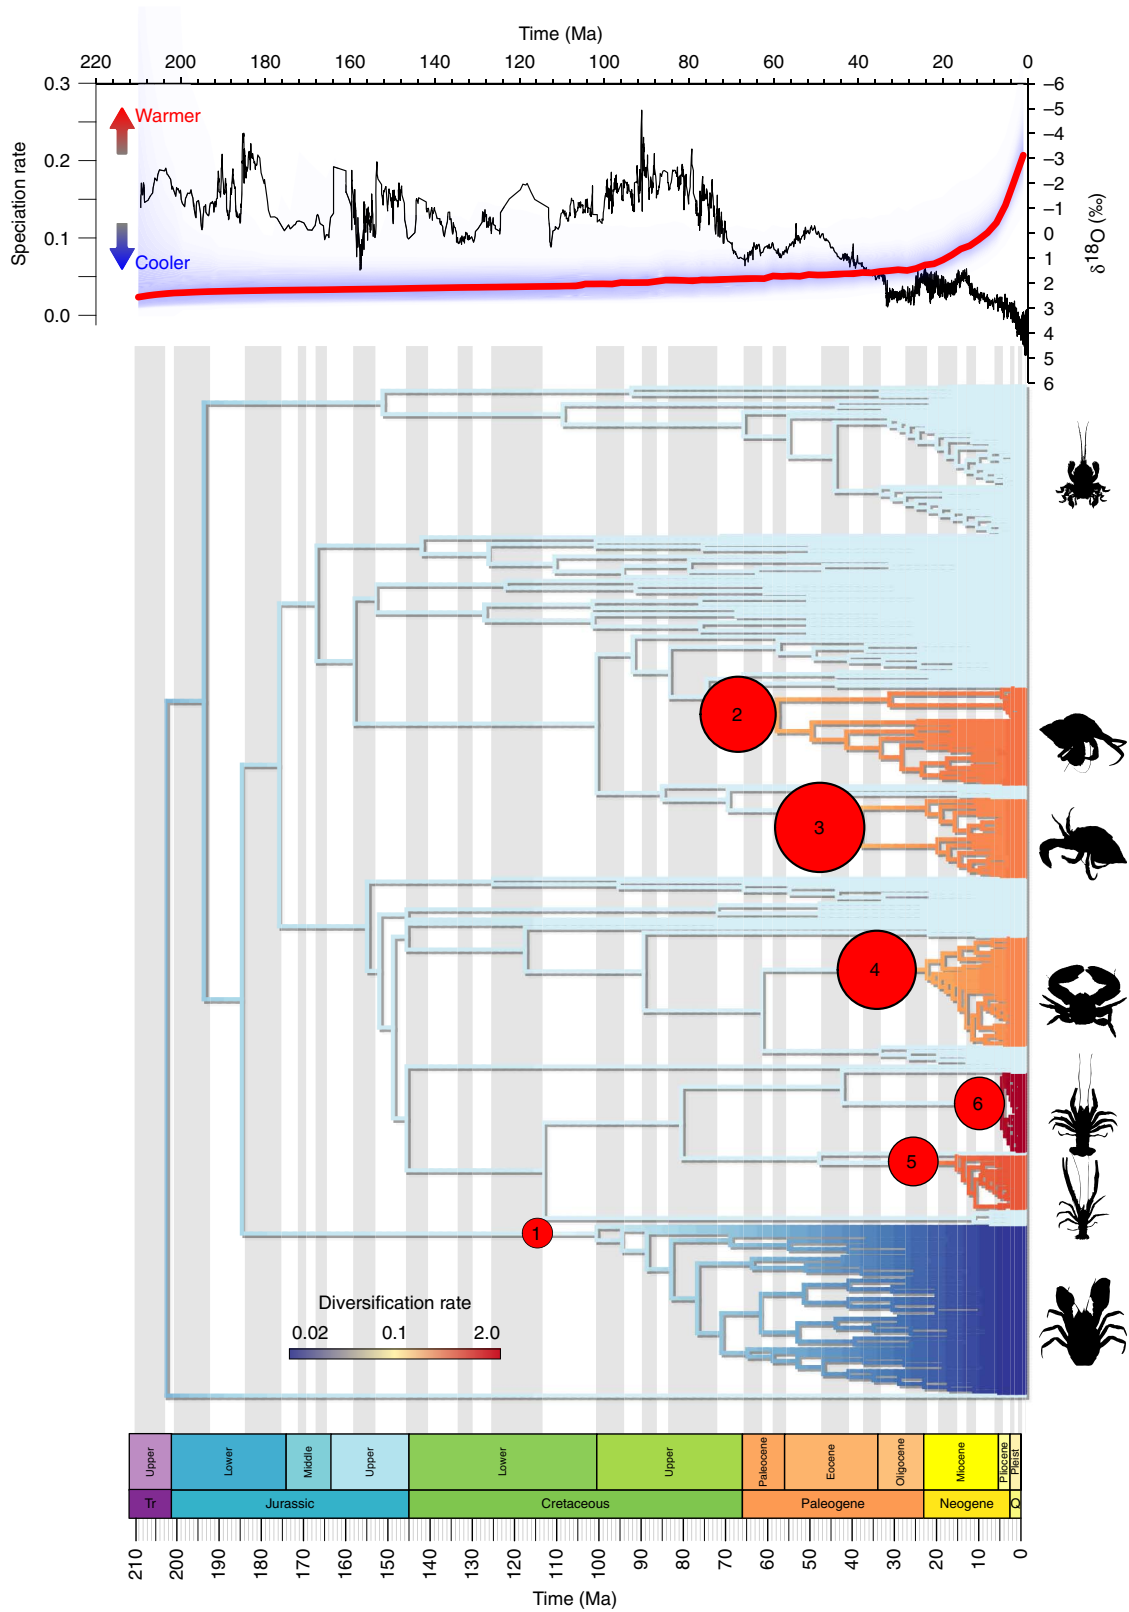 Time (Ma)
220 200 180 160 140 120 100 80 60 40 20 0
0.3
0.2
0.1
0.0
Speciation rate
Warmer
Cooler
–6
–5
–4
–3
–2
–1
0
1
2
3
4
5
6
δ18O (‰)
2
3
4
6
5
1
Diversification rate
0.02 0.1 2.0
Upper Lower Middle Upper Lower Upper Paleocene Eocene Oligocene Miocene Pliocene Pleist
Tr Jurassic Cretaceous Paleogene Neogene Q
210 200 190 180 170 160 150 140 130 120 110 100 90 80 70 60 50 40 30 20 10 0
Time (Ma)